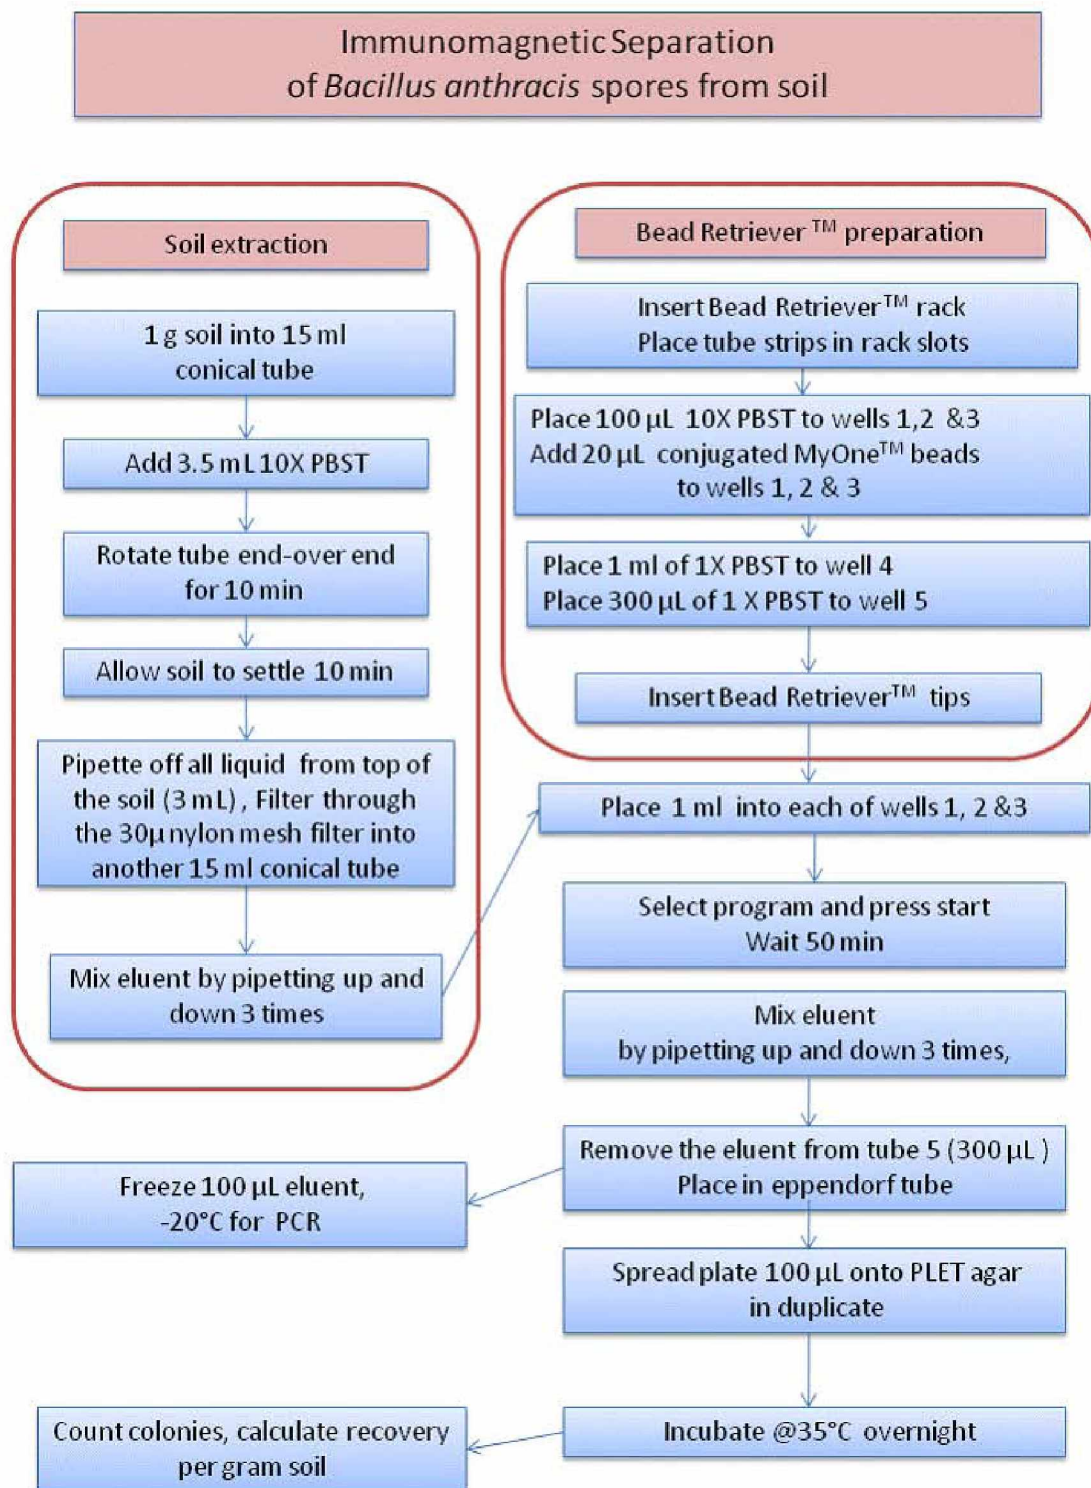 Immunomagnetic Separation
of Bacillus anthracis spores from soil
Soil extraction
1 g soil into 15 ml
conical tube
Add 3.5 mL 10X PBST
Rotate tube end-over end
for 10 min
Allow soil to settle 10 min
Pipette off all liquid from top of
the soil (3 mL) , Filter through
the 30µ nylon mesh filter into
another 15 ml conical tube
Mix eluent by pipetting up and
down 3 times
Bead Retriever ™ preparation
Insert Bead Retriever™ rack
Place tube strips in rack slots
Place 100 µL 10X PBST to wells 1,2 &3
Add 20 µL conjugated MyOne™ beads
to wells 1, 2 & 3
Place 1 ml of 1X PBST to well 4
Place 300 µL of 1 X PBST to well 5
Insert Bead Retriever™ tips
Place 1 ml into each of wells 1, 2 &3
Select program and press start
Wait 50 min
Mix eluent
by pipetting up and down 3 times,
Remove the eluent from tube 5 (300 µL )
Place in eppendorf tube
Freeze 100 µL eluent,
-20°C for PCR
Spread plate 100 µL onto PLET agar
in duplicate
Incubate @35°C overnight
Count colonies, calculate recovery
per gram soil